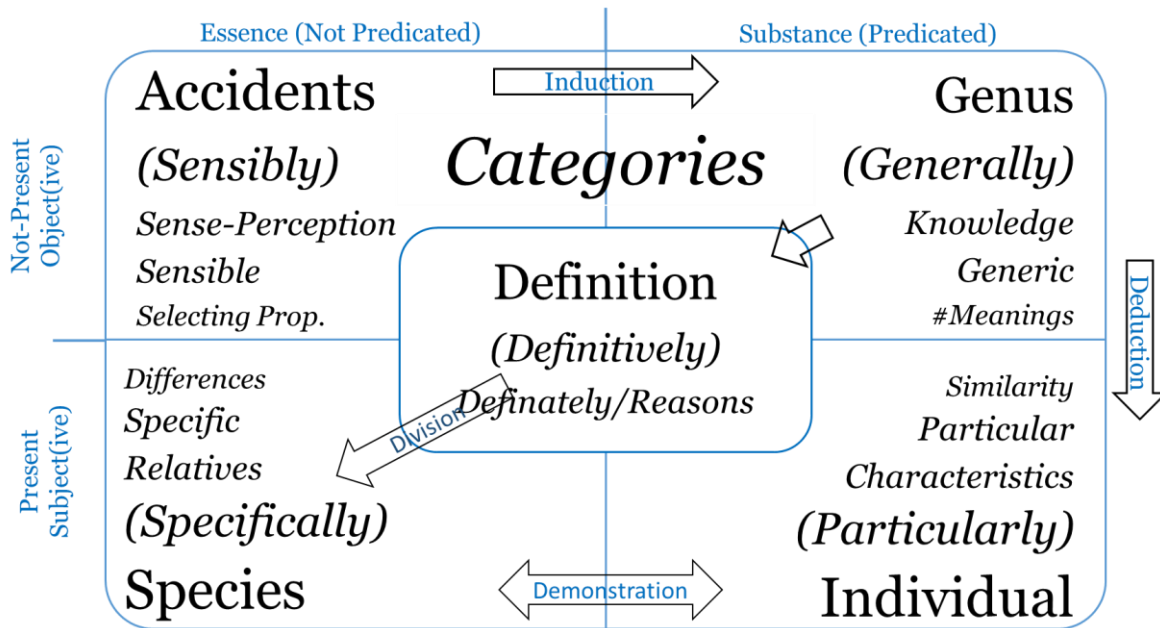 Essence (Not Predicated)
Substance (Predicated)
Not-Present
Object(ive)
Present
Subject(ive)
Accidents
(Sensibly)
Sense-Perception
Sensible
Selecting Prop.
Induction
Categories
Genus
(Generally)
Knowledge
Generic
#Meanings
Deduction
Definition
(Definitively)
Definately/Reasons
Division
Differences
Specific
Relatives
(Specifically)
Species
Demonstration
Similarity
Particular
Characteristics
(Particularly)
Individual